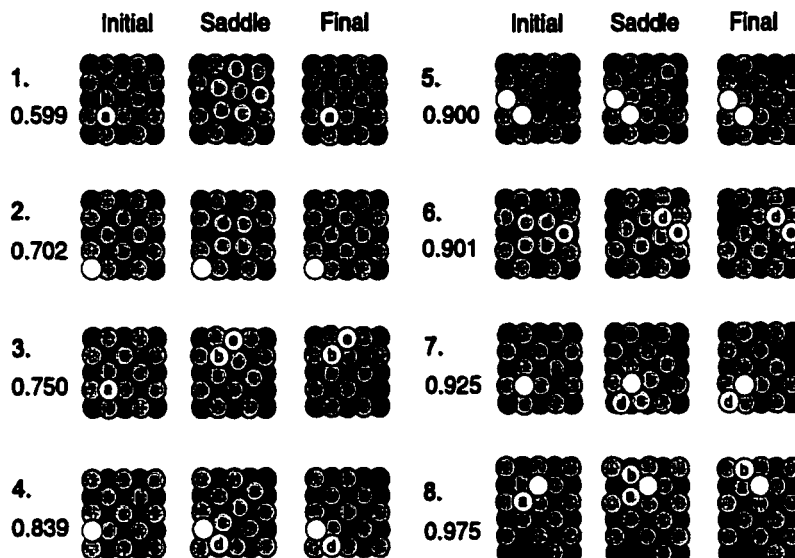 Initial Saddle Final Initial Saddle Final
1.
0.599
a a
5.
0.900
2.
0.702
6.
0.901
d d
3.
0.750
a b b
7.
0.925
d d
4.
0.839
d d
8.
0.975
a b b